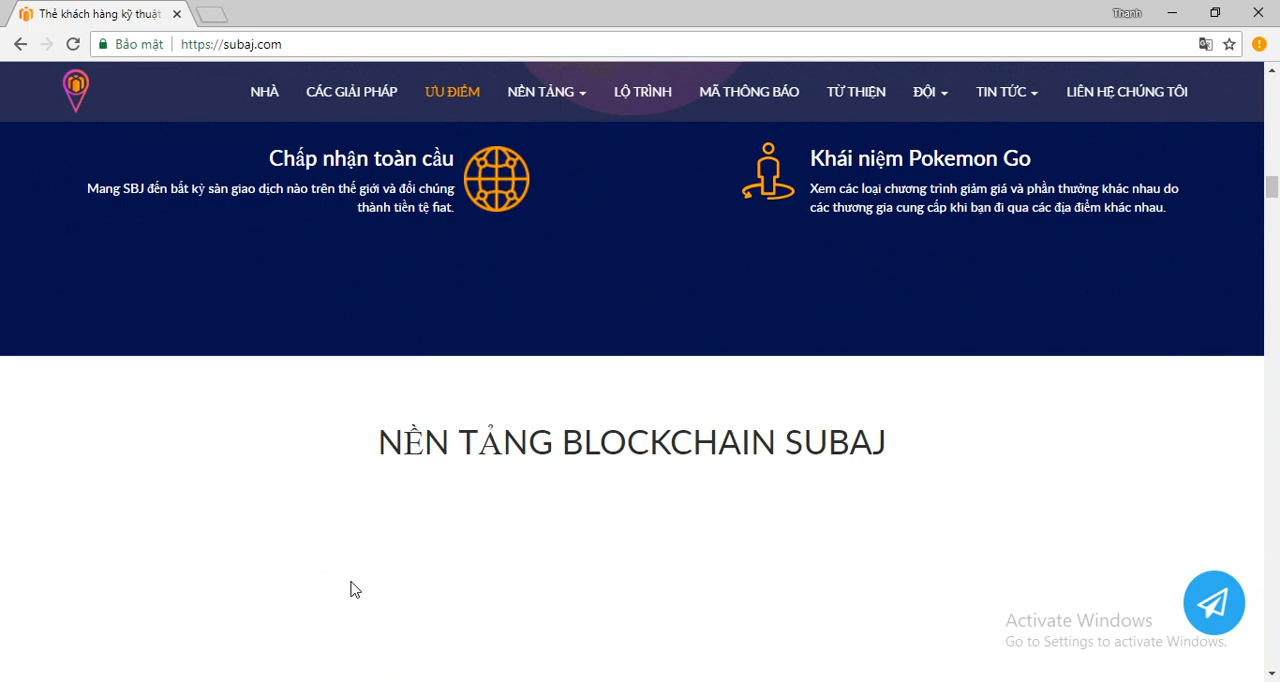 Thẻ khách hàng kỹ thuật
Thanh
Bảo mật
https://subaj.com
NHÀ
CÁC GIẢI PHÁP
ƯU ĐIỂM
NỀN TẢNG
LỘ TRÌNH
MÃ THÔNG BÁO
TỪ THIỆN
ĐỘI
TIN TỨC
LIÊN HỆ CHÚNG TÔI
Chấp nhận toàn cầu
Mang SBJ đến bất kỳ sàn giao dịch nào trên thế giới và đổi chúng
thành tiền tệ fiat.
Khái niệm Pokemon Go
Xem các loại chương trình giảm giá và phần thưởng khác nhau do
các thương gia cung cấp khi bạn đi qua các địa điểm khác nhau.
NỀN TẢNG BLOCKCHAIN SUBAJ
Activate Windows
Go to Settings to activate Windows.